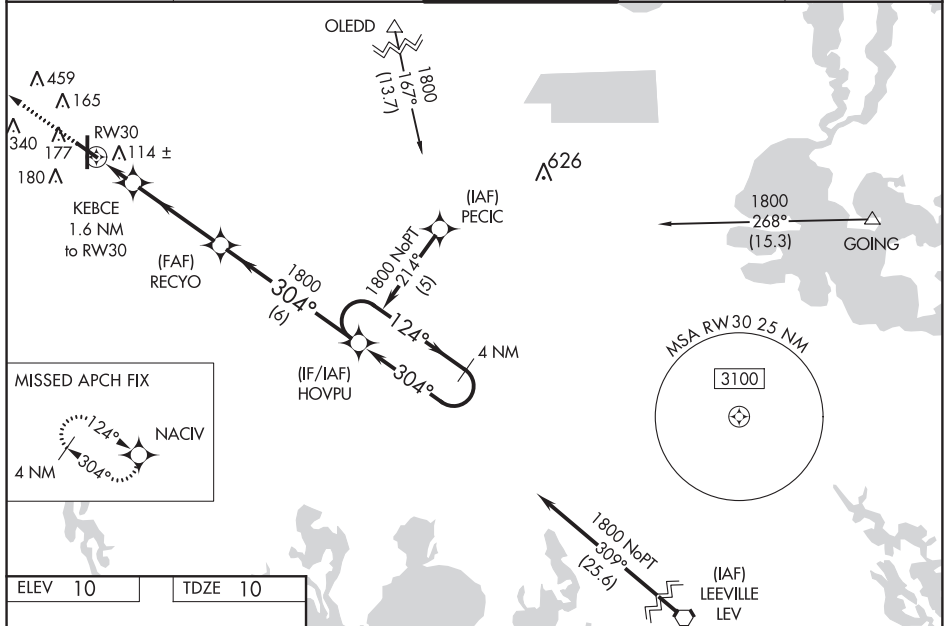 OLEDD
1800
167°
(13.7)
459
165
340
177
RW30
114 ±
180
626
KEBCE
1.6 NM
to RW30
(IAF)
PECIC
1800
268°
(15.3)
GOING
(FAF)
RECYO
1800 NoPT
214°
(5)
1800
304°
(6)
124°
4 NM
304°
(IF/IAF)
HOVPU
MSA RW30 25 NM
3100
MISSED APCH FIX
124°
NACIV
4 NM
304°
1800 NoPT
309°
(25.6)
(IAF)
LEEVILLE
LEV
ELEV 10
TDZE 10